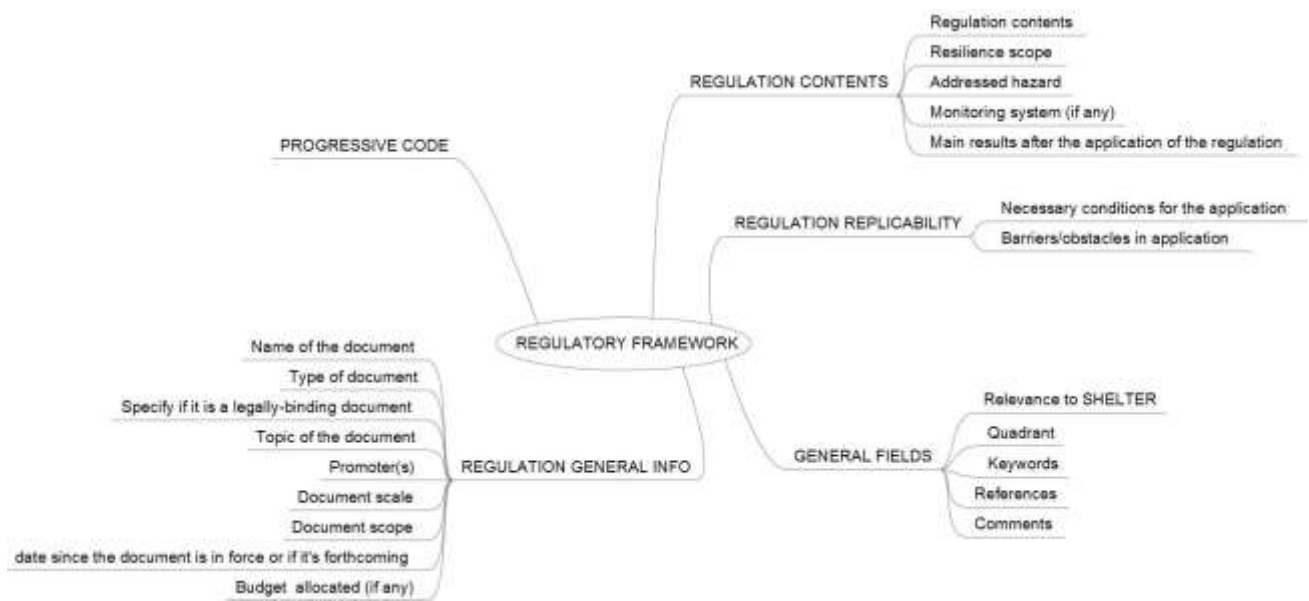 Regulation contents
Resilience scope
REGULATION CONTENTS
Addressed hazard
Monitoring system (if any)
Main results after the application of the regulation
PROGRESSIVE CODE
Necessary conditions for the application
REGULATION REPLICABILITY
Barriers/obstacles in application
REGULATORY FRAMEWORK
Name of the document
Type of document
Specify if it is a legally-binding document
Topic of the document
Promoter(s)
REGULATION GENERAL INFO
Document scale
Document scope
date since the document is in force or if it's forthcoming
Budget allocated (if any)
Relevance to SHELTER
Quadrant
GENERAL FIELDS
Keywords
References
Comments